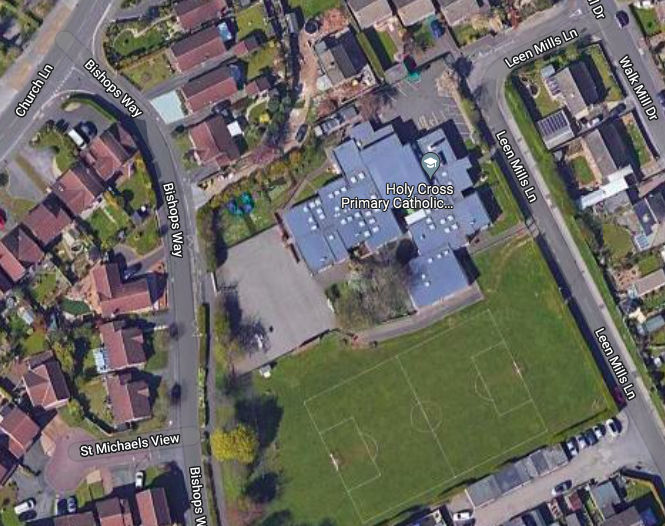 Church Ln
Bishops Way
Leen Mills Ln
l Dr
Walk Mill Dr
Leen Mills Ln
Holy Cross
Primary Catholic...
Bishops Way
Leen Mills Ln
St Michaels View
Bishops W